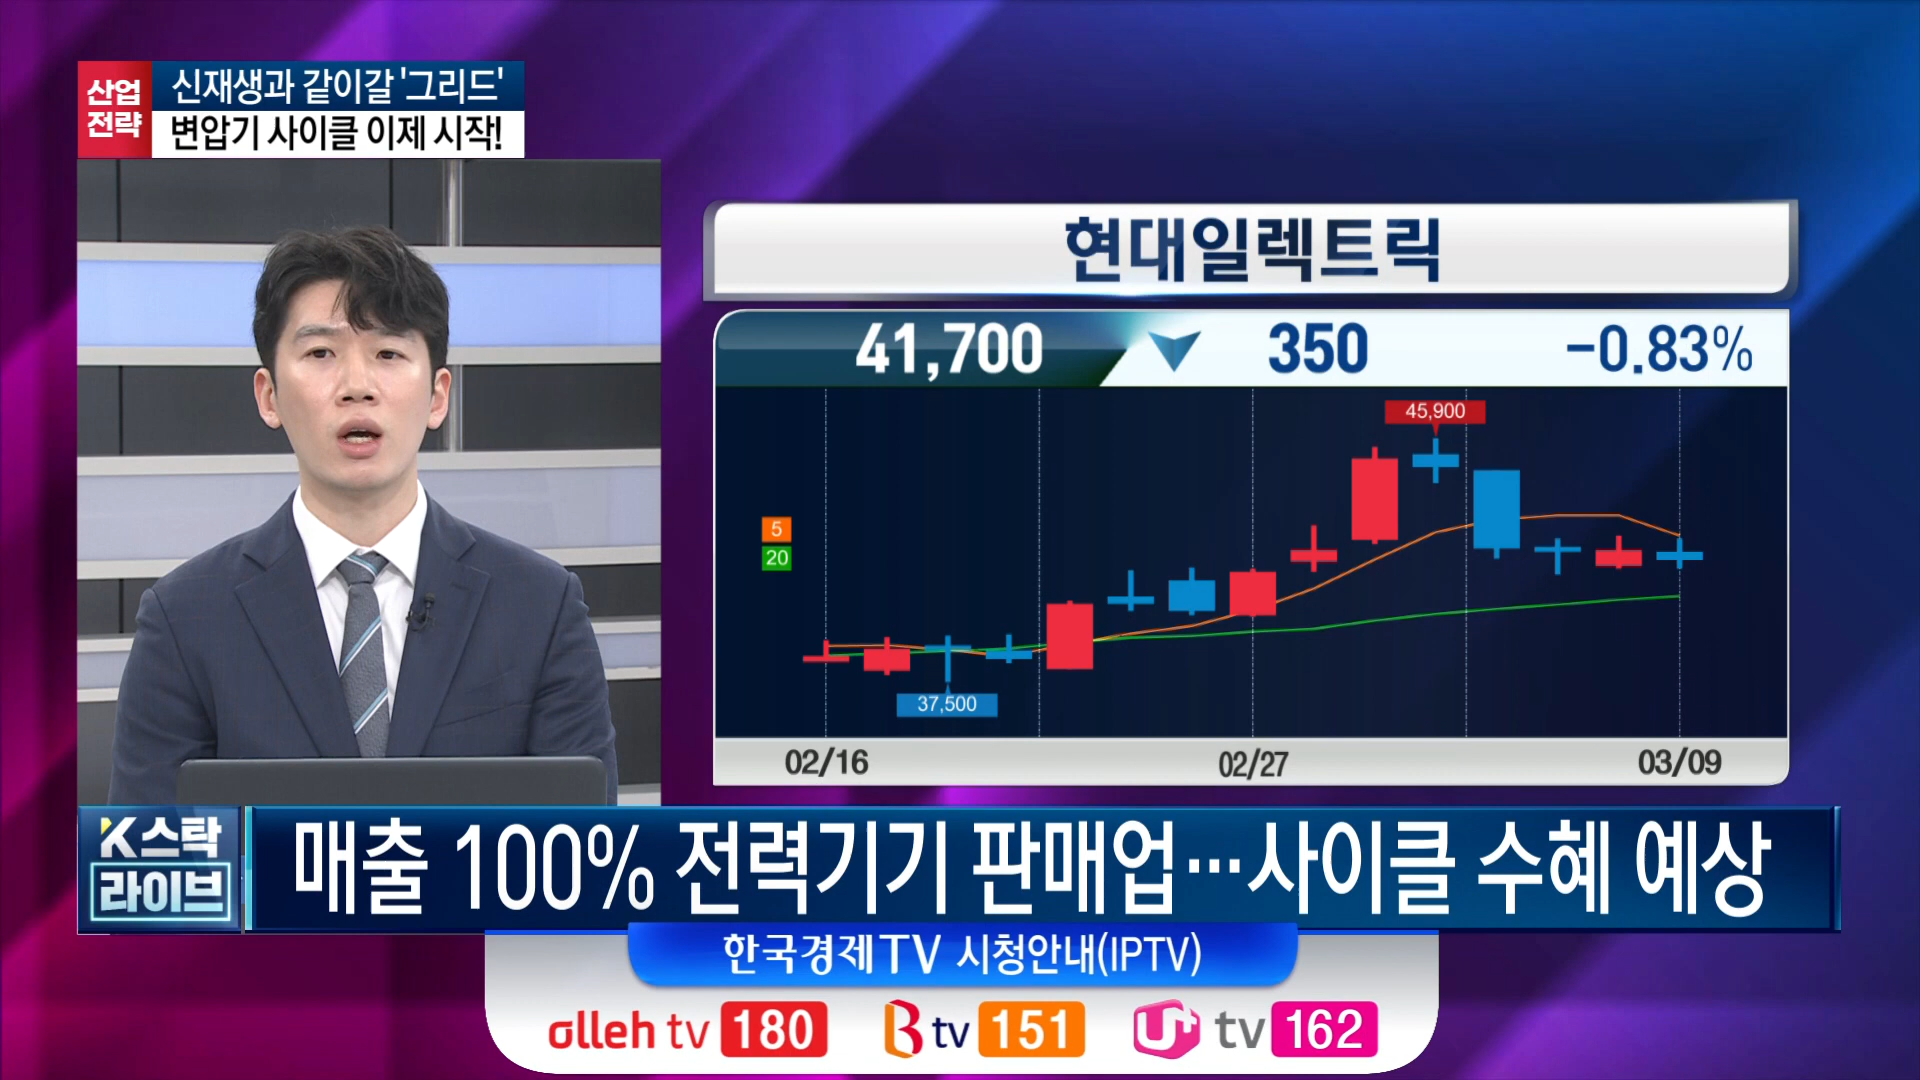 산업
전략
신재생과 같이갈 '그리드'
변압기 사이클 이제 시작!
현대일렉트릭
41,700 350 -0.83%
45,900
5
20
37,500
02/16 02/27 03/09
K스탁
라이브
매출 100% 전력기기 판매업…사이클 수혜 예상
한국경제TV 시청안내(IPTV)
olleh tv 180 B tv 151 U+ tv 162